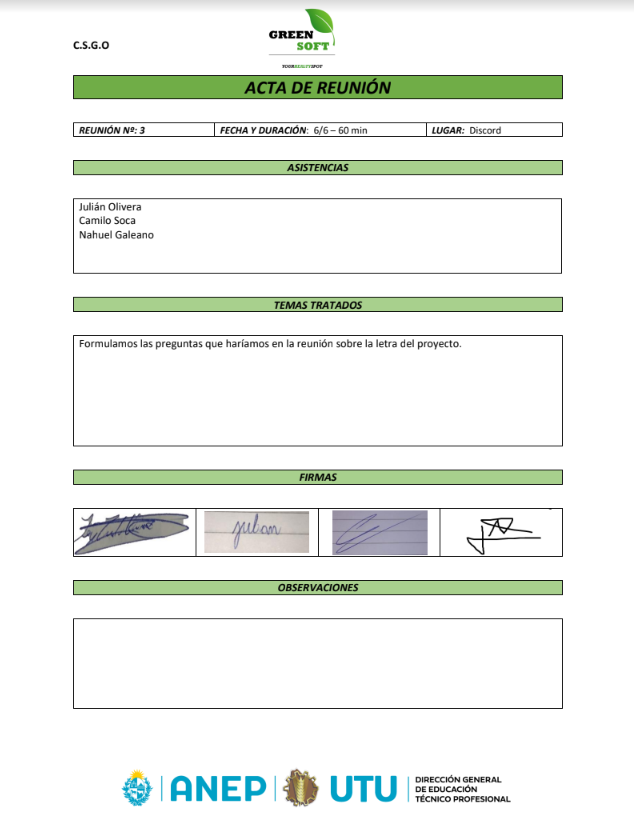 C.S.G.O
GREEN
SOFT
YOUR SAFETY SPOT
ACTA DE REUNIÓN
REUNIÓN Nº: 3
FECHA Y DURACIÓN: 6/6 – 60 min
LUGAR: Discord
ASISTENCIAS
Julián Olivera
Camilo Soca
Nahuel Galeano
TEMAS TRATADOS
Formulamos las preguntas que haríamos en la reunión sobre la letra del proyecto.
FIRMAS
Julian
OBSERVACIONES
ANEP
UTU
DIRECCIÓN GENERAL
DE EDUCACIÓN
TÉCNICO PROFESIONAL